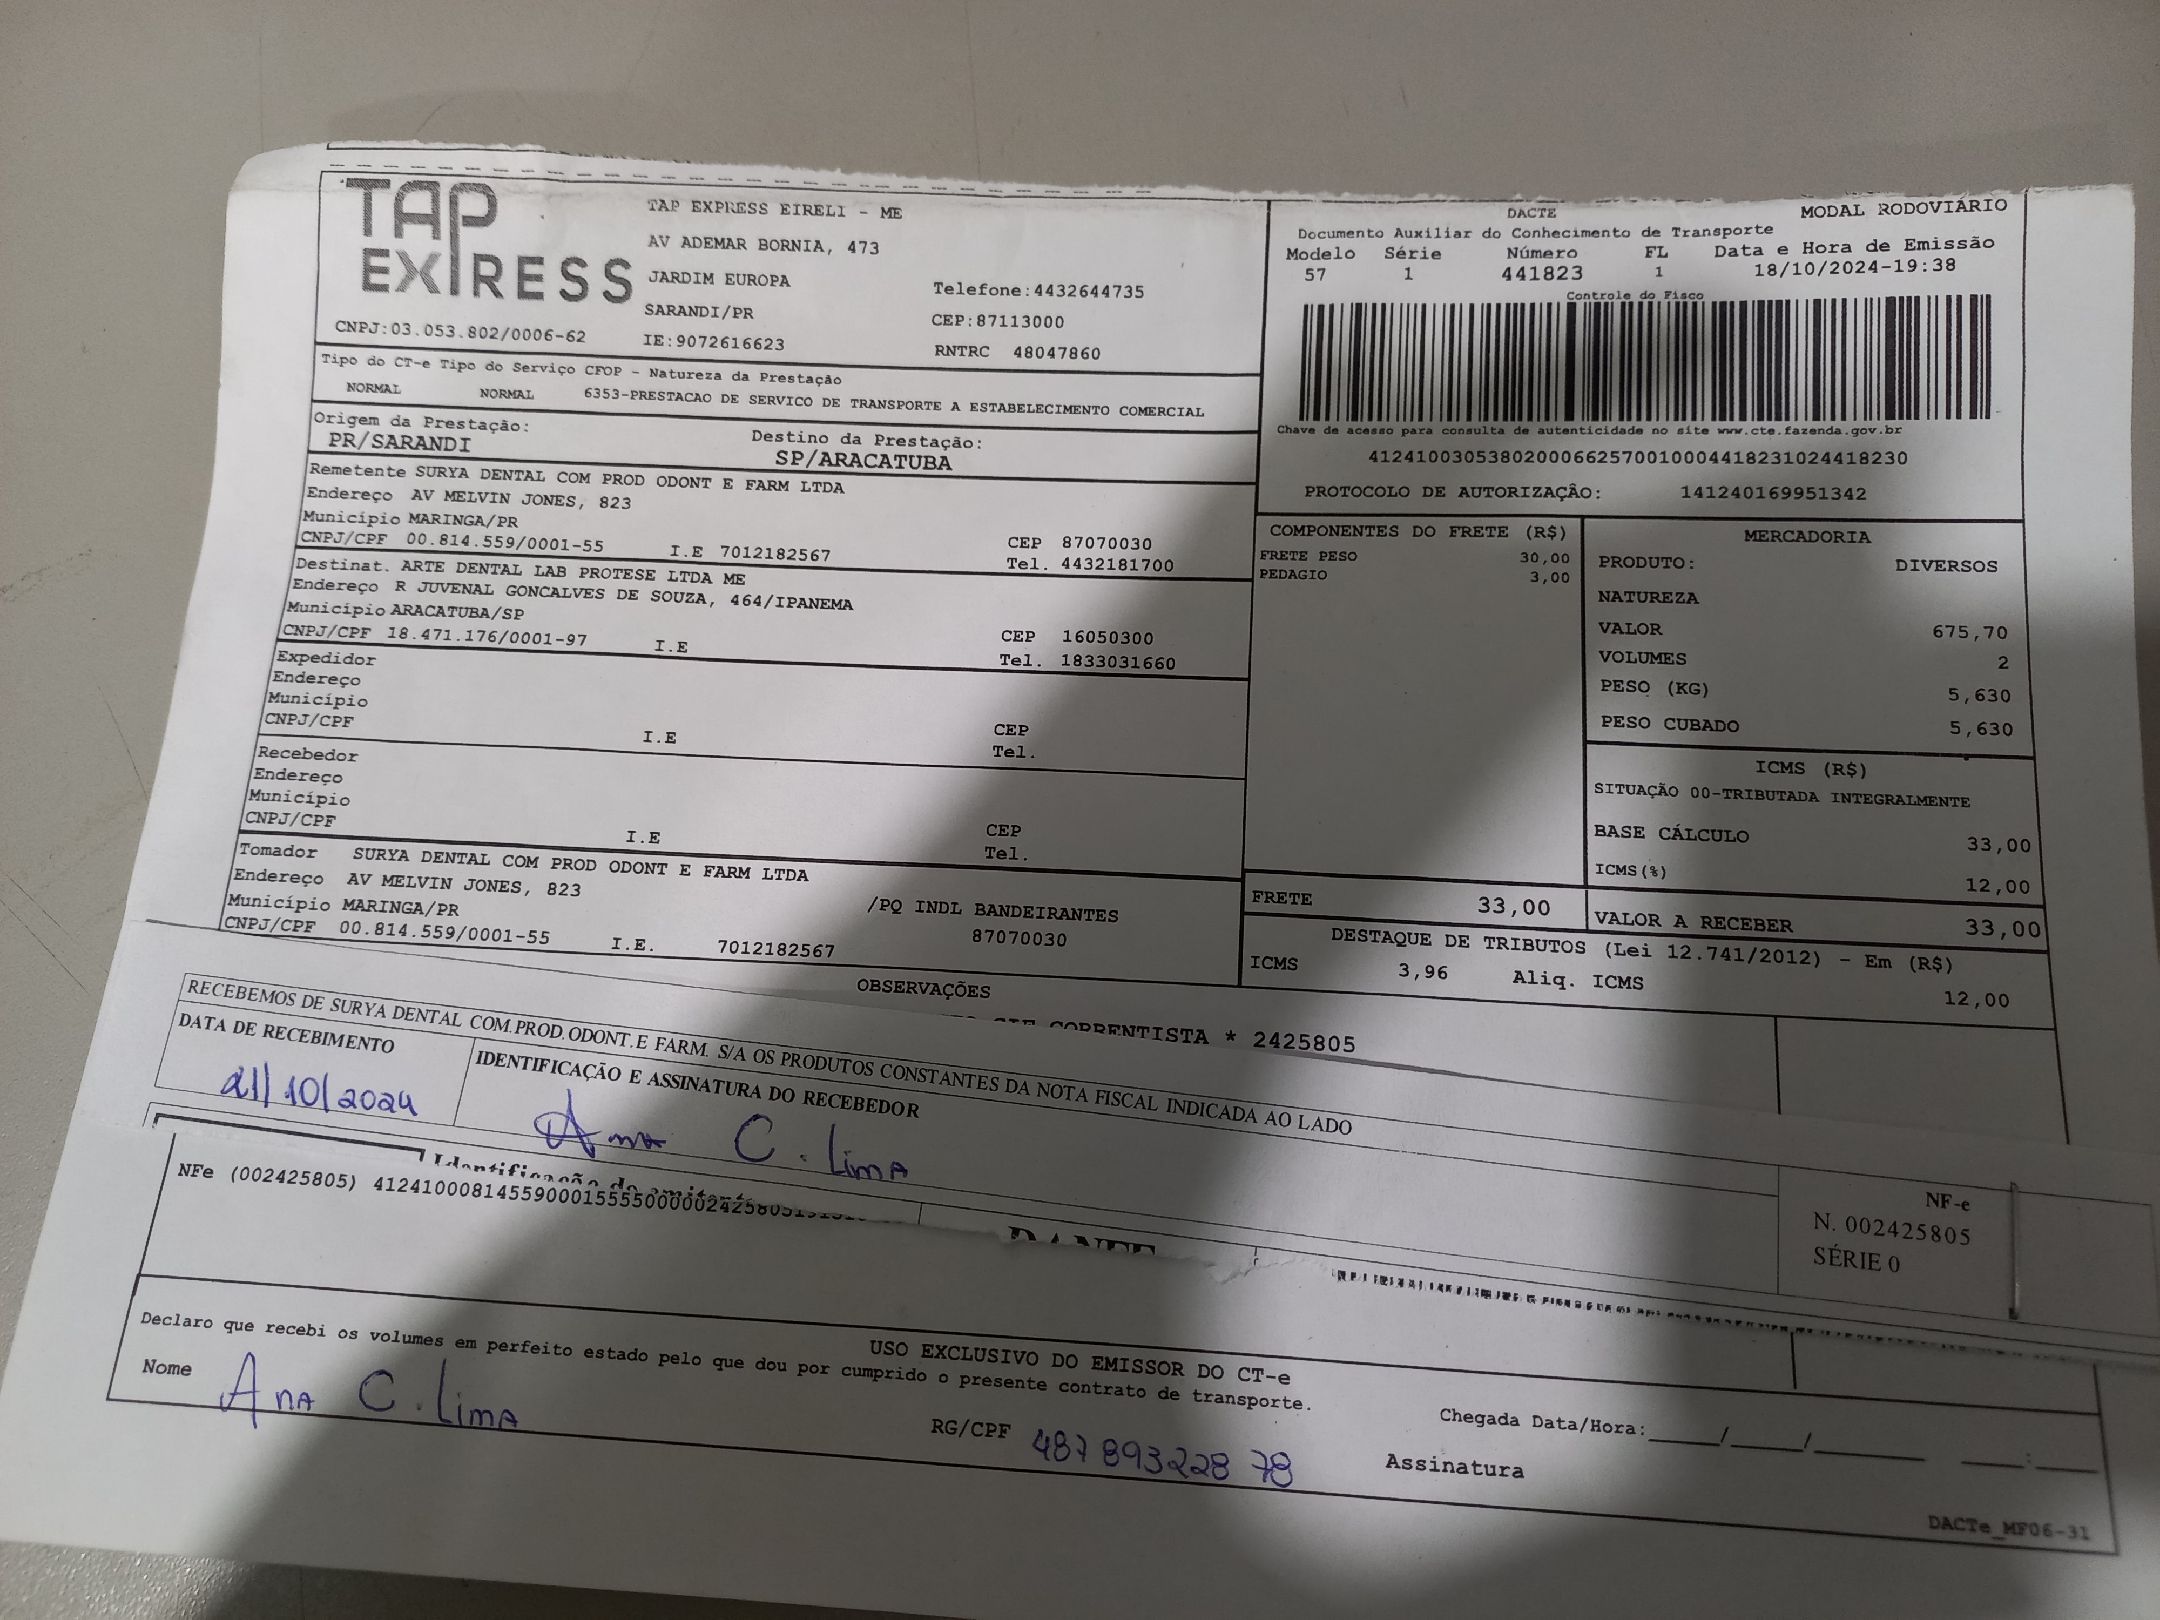 TAP EXPRESS
TAP EXPRESS EIRELI - ME
AV ADEMAR BORNIA, 473
JARDIM EUROPA
SARANDI/PR
IE:9072616623
Telefone:4432644735
CEP:87113000
RNTRC 48047860
CNPJ:03.053.802/0006-62
DACTE
MODAL RODOVIÁRIO
Documento Auxiliar do Conhecimento de Transporte
Modelo Série Número FL Data e Hora de Emissão
57 1 441823 1 18/10/2024-19:38
Controle do Fisco
Chave de acesso para consulta de autenticidade no site www.cte.fazenda.gov.br
41241003053802000662570010004418231024418230
PROTOCOLO DE AUTORIZAÇÃO: 141240169951342
Tipo do CT-e Tipo do Serviço CFOP - Natureza da Prestação
NORMAL NORMAL 6353-PRESTACAO DE SERVICO DE TRANSPORTE A ESTABELECIMENTO COMERCIAL
Origem da Prestação: Destino da Prestação:
PR/SARANDI SP/ARACATUBA
Remetente SURYA DENTAL COM PROD ODONT E FARM LTDA
Endereço AV MELVIN JONES, 823
Município MARINGA/PR CEP 87070030
CNPJ/CPF 00.814.559/0001-55 I.E 7012182567 Tel. 4432181700
Destinat. ARTE DENTAL LAB PROTESE LTDA ME
Endereço R JUVENAL GONCALVES DE SOUZA, 464/IPANEMA
Município ARACATUBA/SP CEP 16050300
CNPJ/CPF 18.471.176/0001-97 I.E Tel. 1833031660
Expedidor
Endereço
Município CEP
CNPJ/CPF I.E Tel.
Recebedor
Endereço
Município CEP
CNPJ/CPF I.E Tel.
Tomador SURYA DENTAL COM PROD ODONT E FARM LTDA
Endereço AV MELVIN JONES, 823 /PQ INDL BANDEIRANTES
Município MARINGA/PR 87070030
CNPJ/CPF 00.814.559/0001-55 I.E. 7012182567
COMPONENTES DO FRETE (R$)
FRETE PESO 30,00
PEDAGIO 3,00
MERCADORIA
PRODUTO: DIVERSOS
NATUREZA
VALOR 675,70
VOLUMES 2
PESO (KG) 5,630
PESO CUBADO 5,630
ICMS (R$)
SITUAÇÃO 00-TRIBUTADA INTEGRALMENTE
BASE CÁLCULO 33,00
ICMS(%) 12,00
FRETE 33,00 VALOR A RECEBER 33,00
DESTAQUE DE TRIBUTOS (Lei 12.741/2012) - Em (R$)
ICMS 3,96 Aliq. ICMS 12,00
OBSERVAÇÕES
CORRENTISTA * 2425805
RECEBEMOS DE SURYA DENTAL COM.PROD.ODONT.E FARM. S/A OS PRODUTOS CONSTANTES DA NOTA FISCAL INDICADA AO LADO
DATA DE RECEBIMENTO IDENTIFICAÇÃO E ASSINATURA DO RECEBEDOR
21/10/2024 Ana C. Lima
NF-e
N. 002425805
SÉRIE 0
Identificação do emitente
NFe (002425805) 412410008145590001555500000242580
DANFE
USO EXCLUSIVO DO EMISSOR DO CT-e
Declaro que recebi os volumes em perfeito estado pelo que dou por cumprido o presente contrato de transporte.
Nome Ana C. Lima
RG/CPF 487 893 228 78
Chegada Data/Hora:____/____/______ ____:____
Assinatura
DACTe_MF06-31